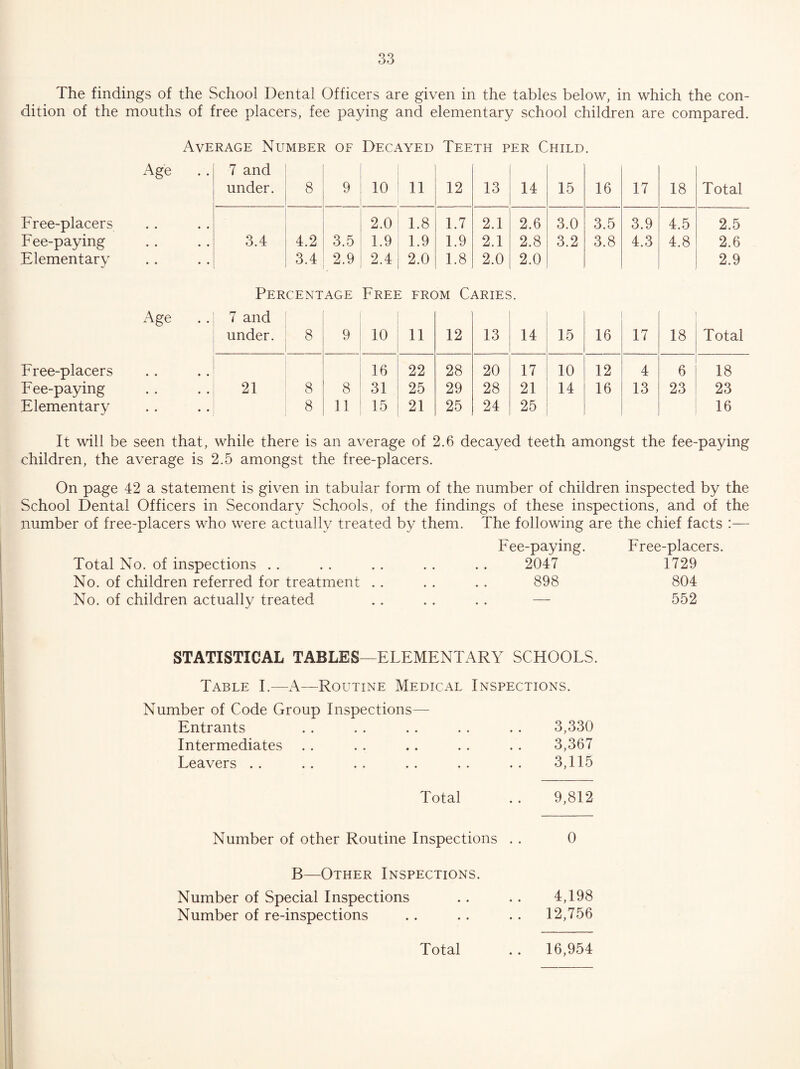 33
The findings of the School Dental Officers are given in the tables below, in which the con-
dition of the mouths of free placers, fee paying and elementary school children are compared.
Average Number of Decayed Teeth per Child.
Age .. 7 and under. 8 9 10 11 12 13 14 15 16 17 18 Total
Free-placers .. .. 2.0 1.8 1.7 2.1 2.6 3.0 3.5 3.9 4.5 2.5
Fee-paying .. .. 3.4 4.2 3.5 1.9 1.9 1.9 2.1 2.8 3.2 3.8 4.3 4.8 2.6
Elementary .. .. 3.4 2.9 2.4 2.0 1.8 2.0 2.0 2.9
Percentage Free from Caries.
Age .. 7 and under. 8 9 10 11 12 13 14 15 16 17 18 Total
Free-placers .. .. 16 22 28 20 17 10 12 4 6 18
Fee-paying .. .. 21 8 8 31 25 29 28 21 14 16 13 23 23
Elementary .. .. 8 11 15 21 25 24 25 16
It will be seen that, while there is an average of 2.6 decayed teeth amongst the fee-paying
children, the average is 2.5 amongst the free-placers.
On page 42 a statement is given in tabular form of the number of children inspected by the
School Dental Officers in Secondary Schools, of the findings of these inspections, and of the
number of free-placers who were actually treated by them. The following are the chief facts :—
Fee-paying. Free-placers.
Total No. of inspections .. .. .. .. .. 2047 1729
No. of children referred for treatment .. .. .. 898 804
No. of children actually treated .. .. .. — 552
STATISTICAL TABLES—ELEMENTARY SCHOOLS.
Table I.—A—Routine Medical Inspections.
Number of Code Group Inspections—
Entrants .. .. .. .. .. 3,330
Intermediates .. .. .. .. .. 3,367
Leavers .. .. .. .. .. .. 3,115
Total .. 9,812
Number of other Routine Inspections .. 0
B—Other Inspections.
Number of Special Inspections .. .. 4,198
Number of re-inspections .. .. .. 12,756
Total .. 16,954